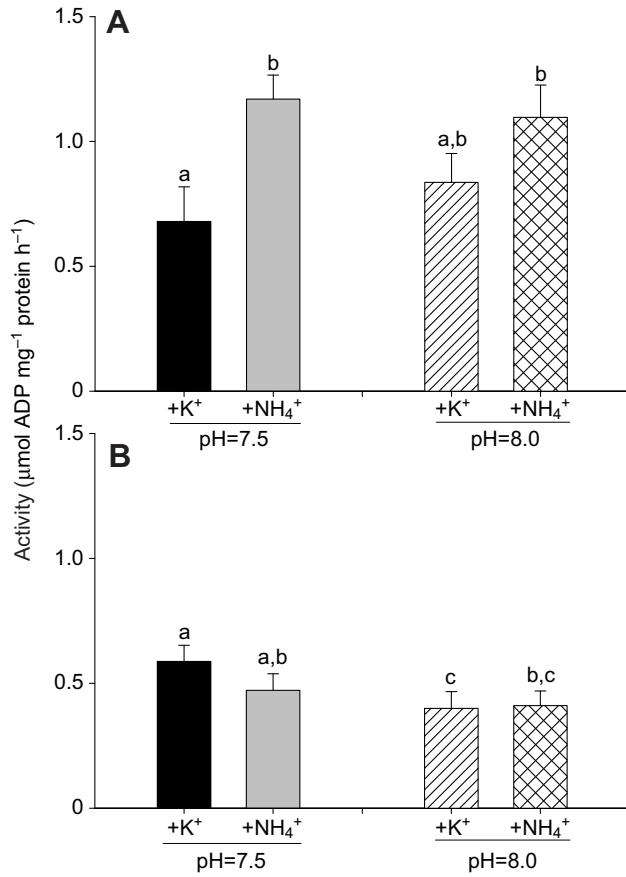 A
1.5
b
b
a,b
1.0
a
0.5
0
+K⁺ +NH₄⁺ +K⁺ +NH₄⁺
pH=7.5 pH=8.0
Activity (µmol ADP mg⁻¹ protein h⁻¹)
B
1.5
1.0
a
a,b
c b,c
0.5
0
+K⁺ +NH₄⁺ +K⁺ +NH₄⁺
pH=7.5 pH=8.0